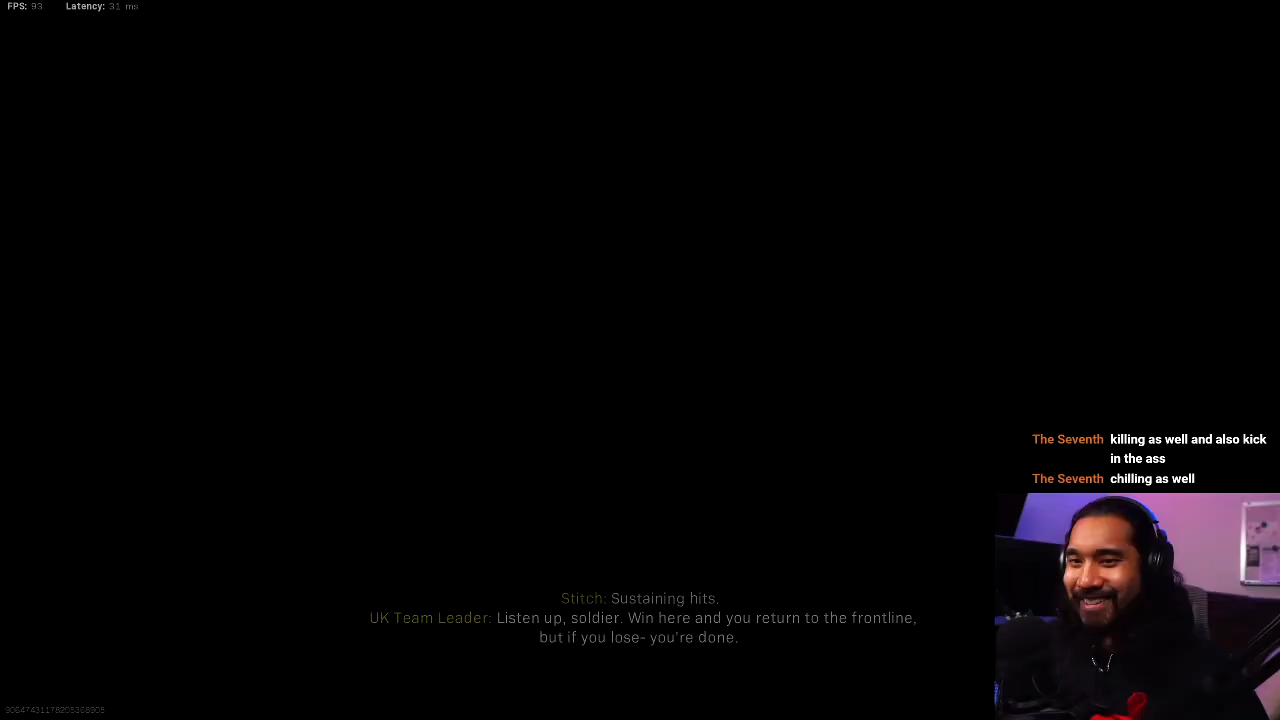 FPS: 93 Latency: 31 ms
The Seventh killing as well and also kick
in the ass
The Seventh chilling as well
Stitch: Sustaining hits.
UK Team Leader: Listen up, soldier. Win here and you return to the frontline,
but if you lose- you're done.